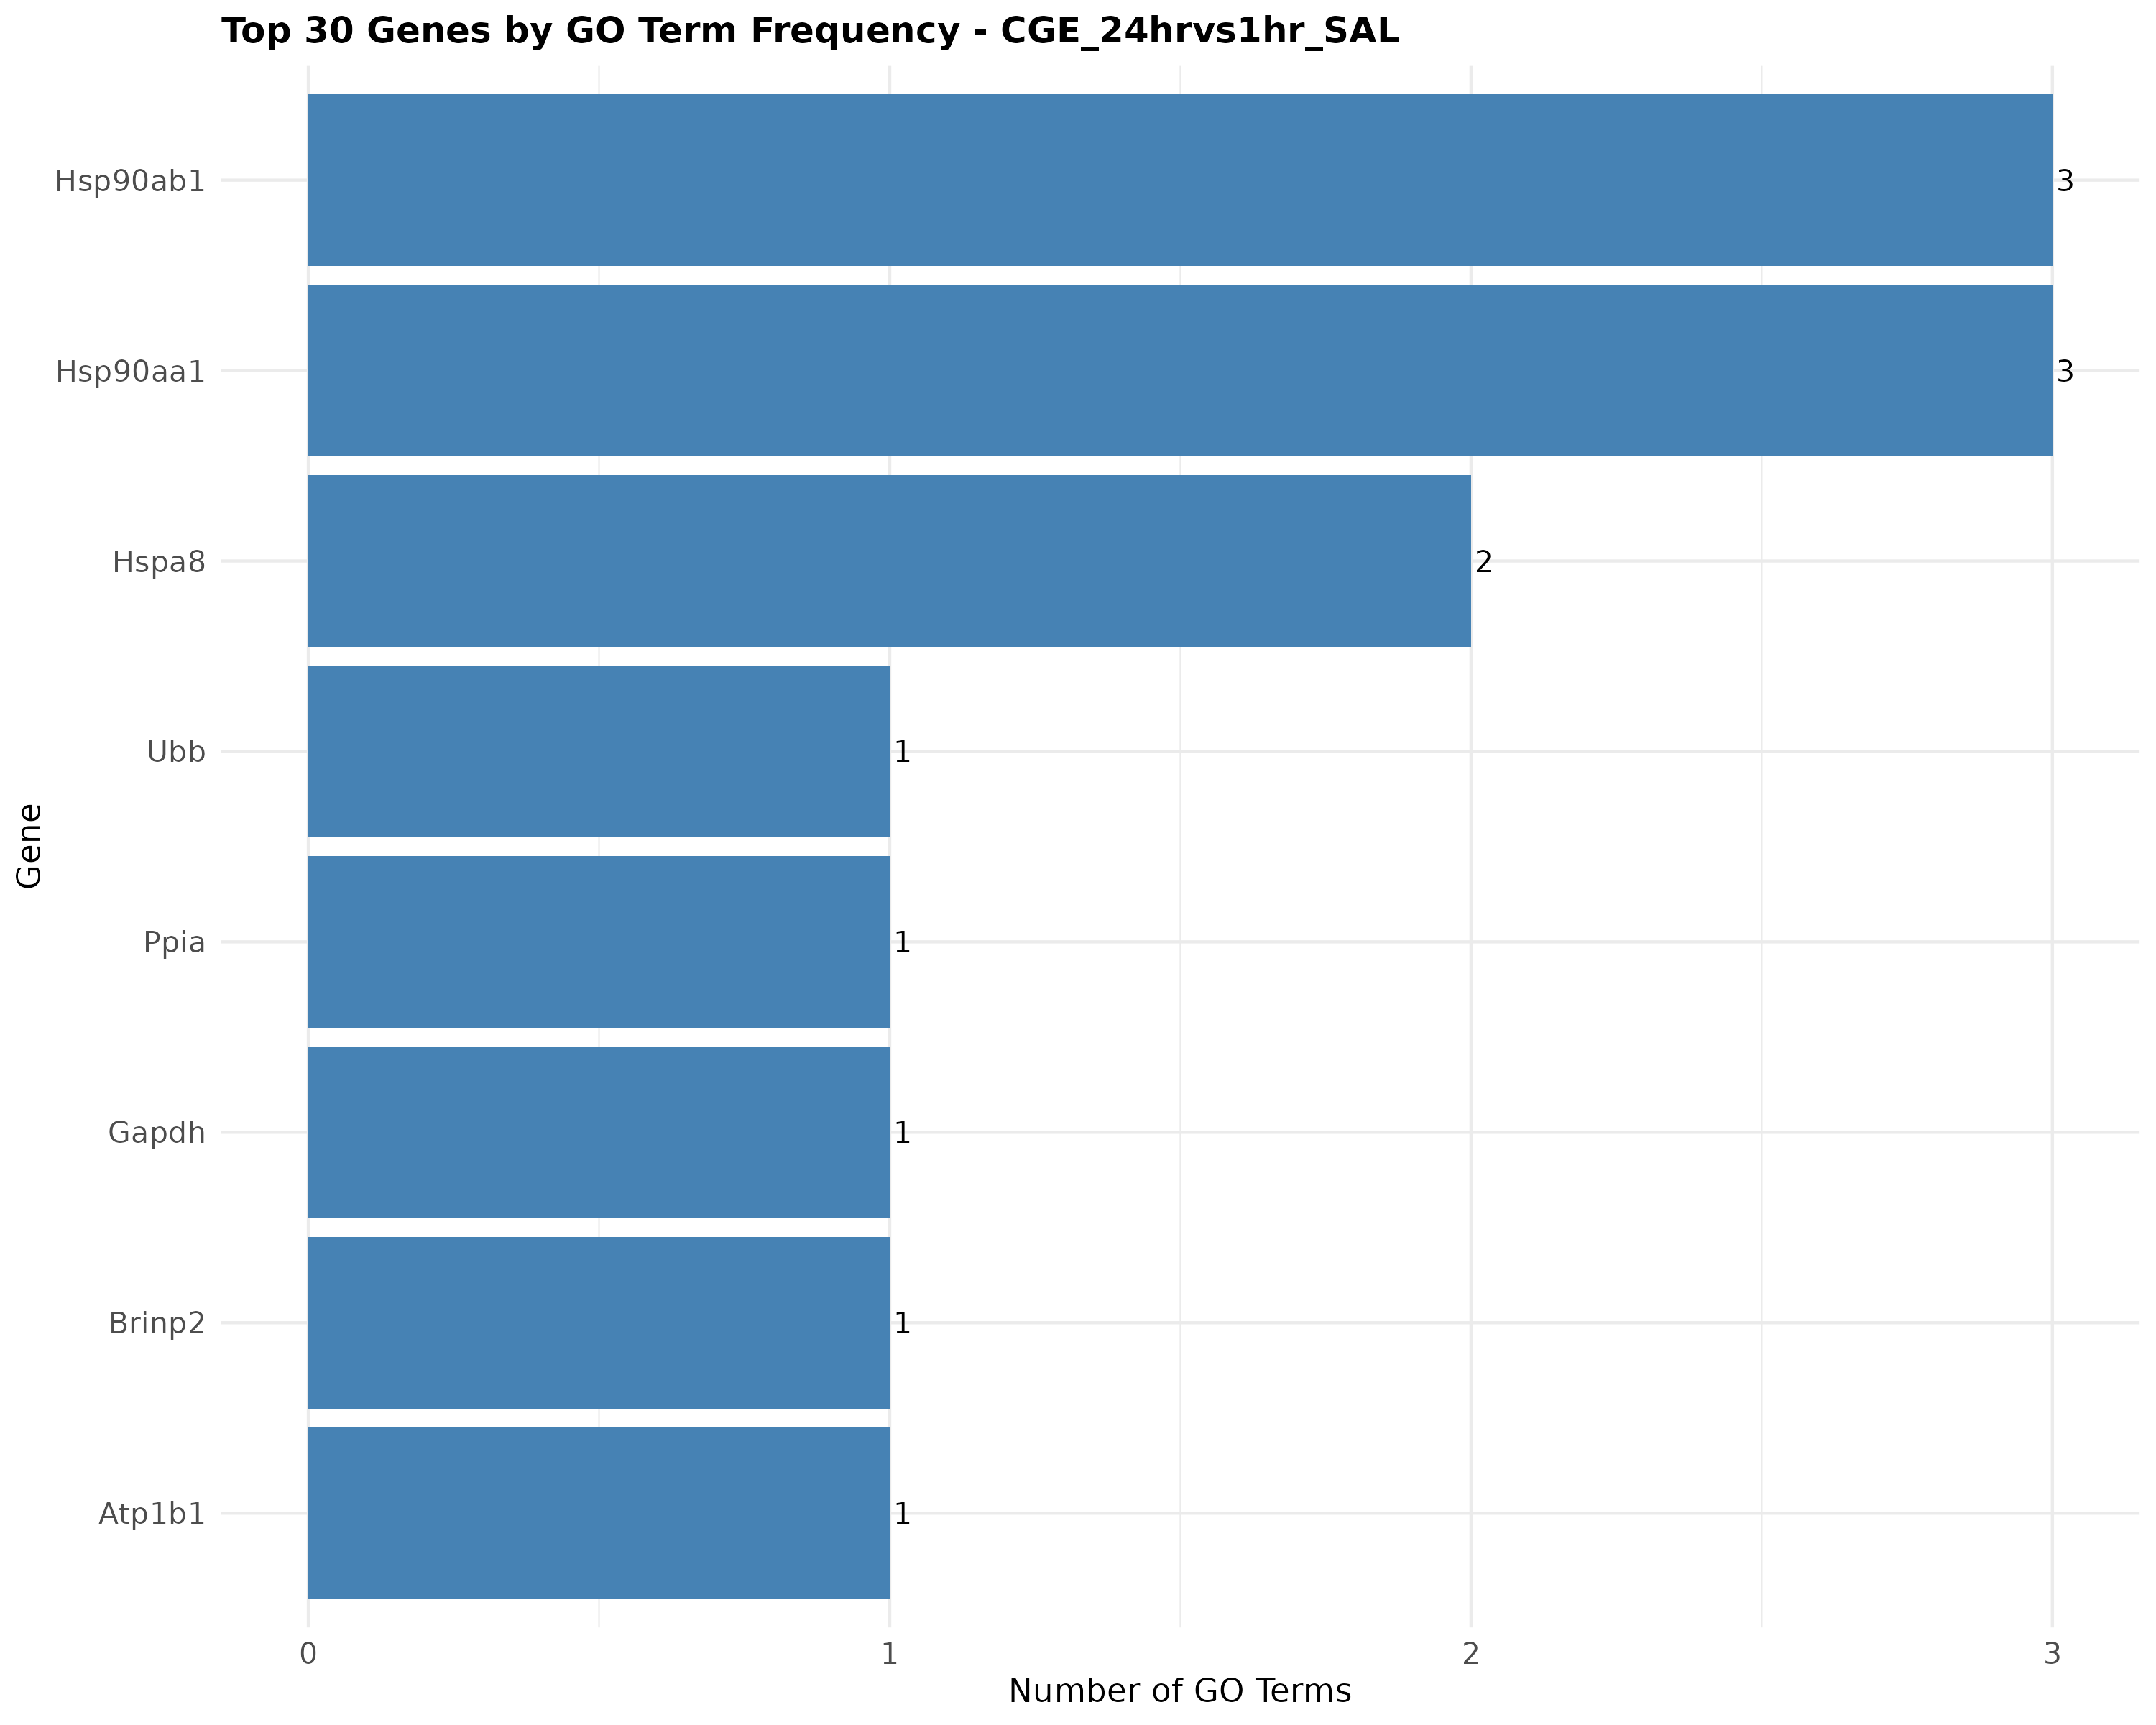 Top 30 Genes by GO Term Frequency - CGE_24hrvs1hr_SAL
Hsp90ab1
3
Hsp90aa1
3
Hspa8
2
Ubb
1
Gene
Ppia
1
Gapdh
1
Brinp2
1
Atp1b1
1
0 1 2 3
Number of GO Terms